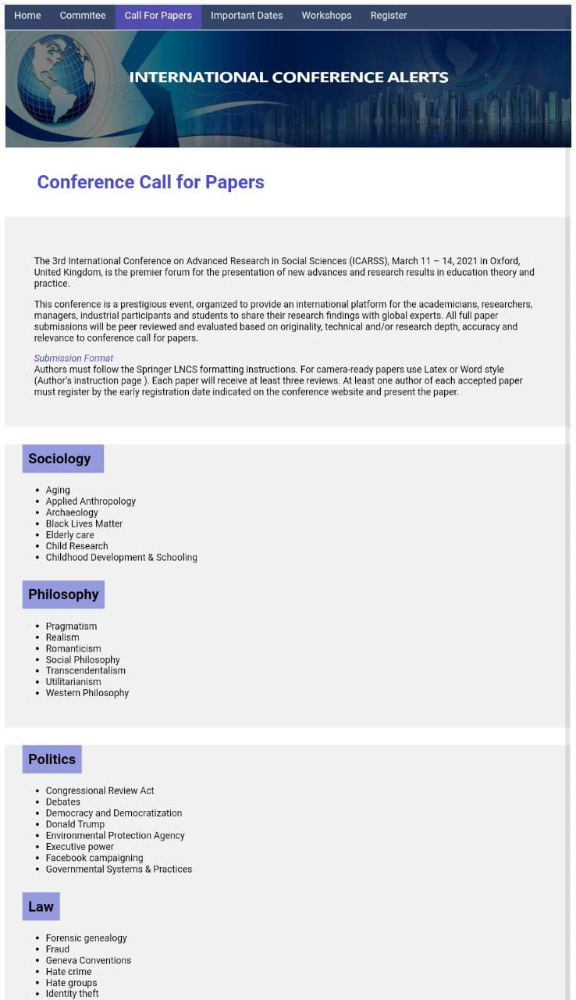 Home Commitee Call For Papers Important Dates Workshops Register
INTERNATIONAL CONFERENCE ALERTS
Conference Call for Papers
The 3rd International Conference on Advanced Research in Social Sciences (ICARSS), March 11 – 14, 2021 in Oxford,
United Kingdom, is the premier forum for the presentation of new advances and research results in education theory and
practice.
This conference is a prestigious event, organized to provide an international platform for the academicians, researchers,
managers, industrial participants and students to share their research findings with global experts. All full paper
submissions will be peer reviewed and evaluated based on originality, technical and/or research depth, accuracy and
relevance to conference call for papers.
Submission Format
Authors must follow the Springer LNCS formatting instructions. For camera-ready papers use Latex or Word style
(Author’s instruction page ). Each paper will receive at least three reviews. At least one author of each accepted paper
must register by the early registration date indicated on the conference website and present the paper.
Sociology
• Aging
• Applied Anthropology
• Archaeology
• Black Lives Matter
• Elderly care
• Child Research
• Childhood Development & Schooling
Philosophy
• Pragmatism
• Realism
• Romanticism
• Social Philosophy
• Transcendentalism
• Utilitarianism
• Western Philosophy
Politics
• Congressional Review Act
• Debates
• Democracy and Democratization
• Donald Trump
• Environmental Protection Agency
• Executive power
• Facebook campaigning
• Governmental Systems & Practices
Law
• Forensic genealogy
• Fraud
• Geneva Conventions
• Hate crime
• Hate groups
• Identity theft